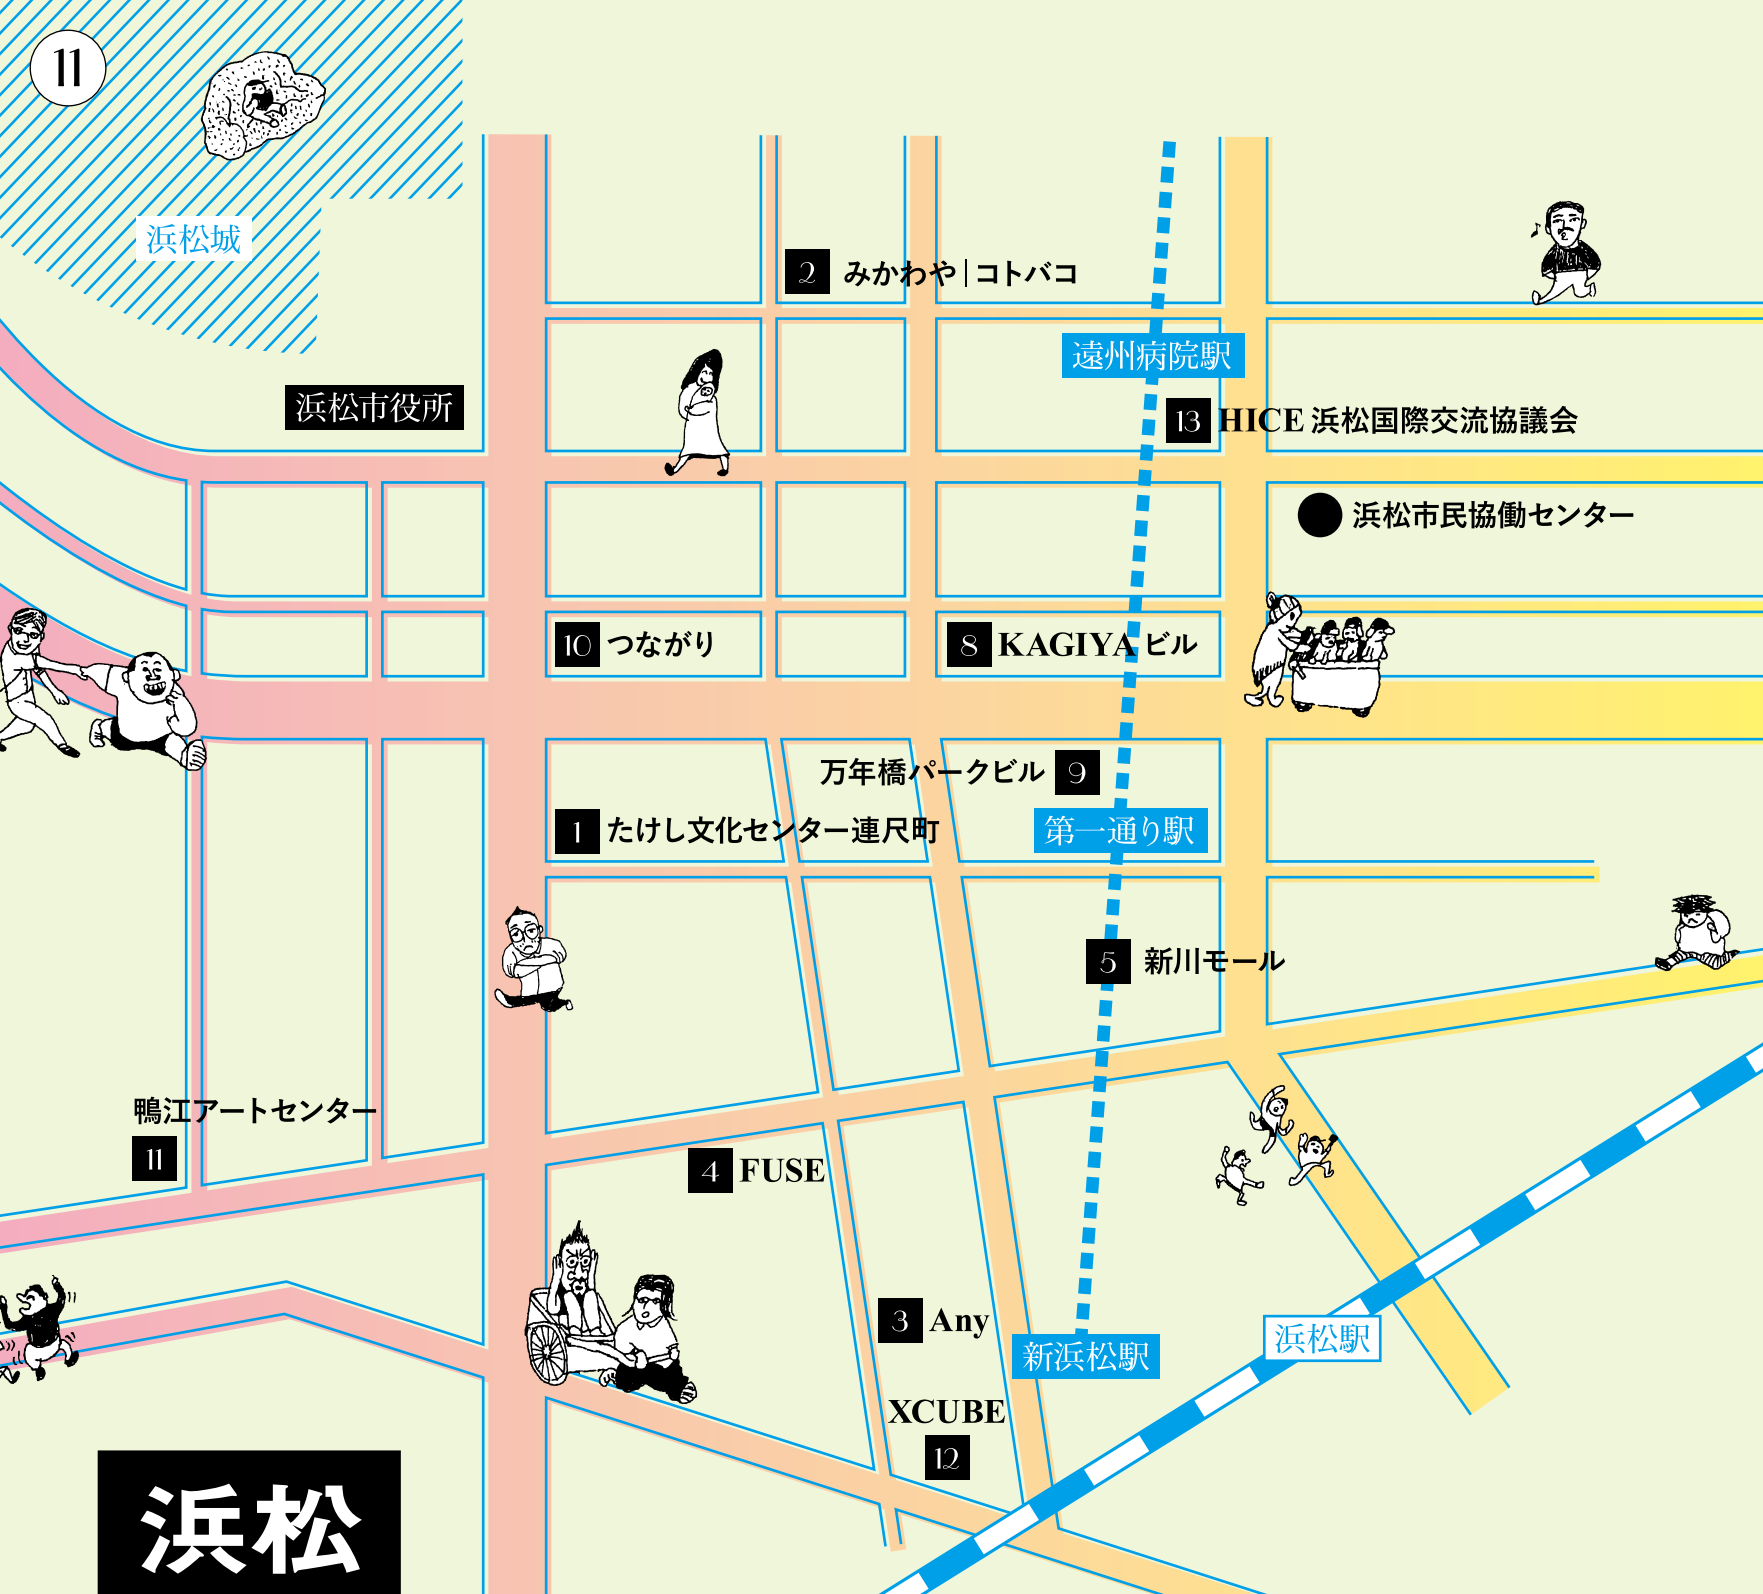 11
浜松城
2 みかわや|コトバコ
遠州病院駅
浜松市役所
13 HICE 浜松国際交流協議会
浜松市民協働センター
10 つながり
8 KAGIYA ビル
万年橋パークビル 9
1 たけし文化センター連尺町
第一通り駅
5 新川モール
鴨江アートセンター
11
4 FUSE
3 Any
新浜松駅
浜松駅
XCUBE
12
浜松